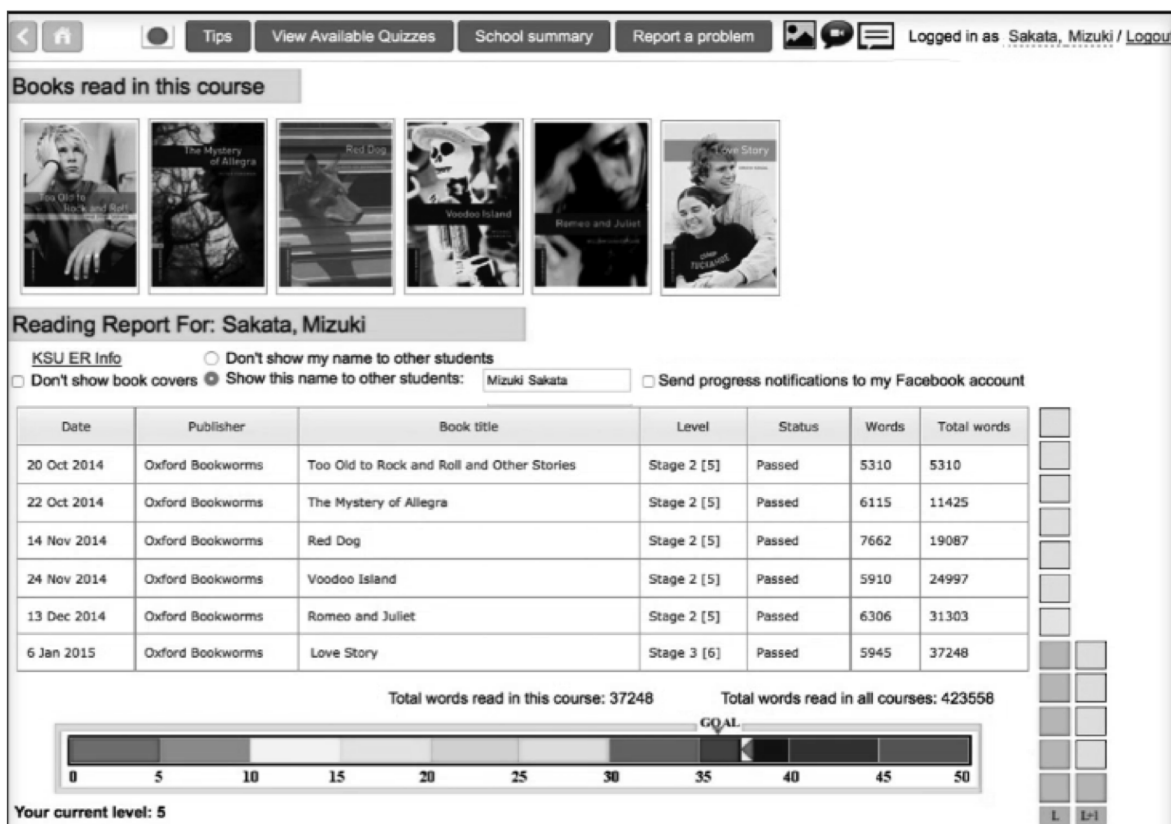 Tips View Available Quizzes School summary Report a problem Logged in as Sakata, Mizuki / Logout
Books read in this course
Too Old to Rock and Roll
The Mystery of Allegra
Red Dog
Voodoo Island
Romeo and Juliet
Love Story
Reading Report For: Sakata, Mizuki
KSU ER Info Don't show my name to other students
Don't show book covers Show this name to other students: Mizuki Sakata Send progress notifications to my Facebook account
Date Publisher Book title Level Status Words Total words
20 Oct 2014 Oxford Bookworms Too Old to Rock and Roll and Other Stories Stage 2 [5] Passed 5310 5310
22 Oct 2014 Oxford Bookworms The Mystery of Allegra Stage 2 [5] Passed 6115 11425
14 Nov 2014 Oxford Bookworms Red Dog Stage 2 [5] Passed 7662 19087
24 Nov 2014 Oxford Bookworms Voodoo Island Stage 2 [5] Passed 5910 24997
13 Dec 2014 Oxford Bookworms Romeo and Juliet Stage 2 [5] Passed 6306 31303
6 Jan 2015 Oxford Bookworms Love Story Stage 3 [6] Passed 5945 37248
Total words read in this course: 37248 Total words read in all courses: 423558
GOAL
0 5 10 15 20 25 30 35 40 45 50
Your current level: 5
L L+1